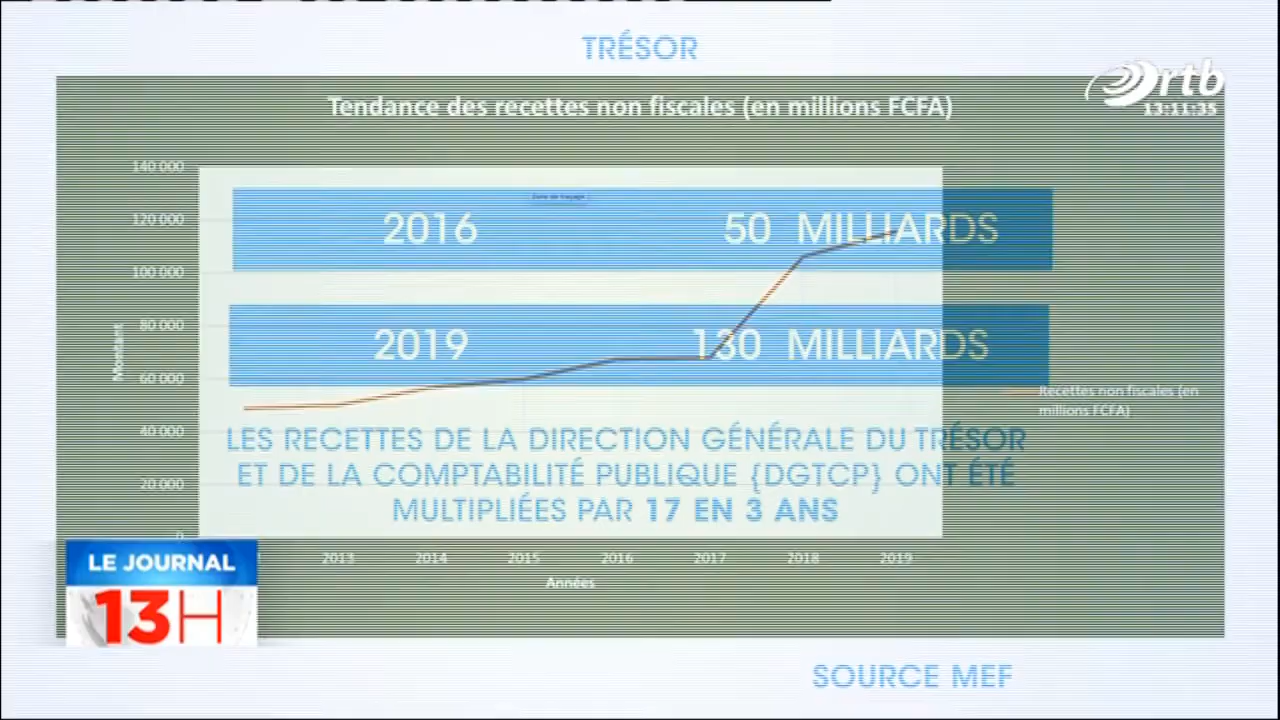 TRÉSOR
rtb
13:11:35
Tendance des recettes non fiscales (en millions FCFA)
140 000
120 000
100 000
80 000
60 000
40 000
20 000
0
Montant
Zone de traçage
2016 50 MILLIARDS
2019 130 MILLIARDS
Recettes non fiscales (en
millions FCFA)
LES RECETTES DE LA DIRECTION GÉNÉRALE DU TRÉSOR
ET DE LA COMPTABILITÉ PUBLIQUE {DGTCP} ONT ÉTÉ
MULTIPLIÉES PAR 17 EN 3 ANS
2013 2014 2015 2016 2017 2018 2019
Années
LE JOURNAL
13H
SOURCE MEF